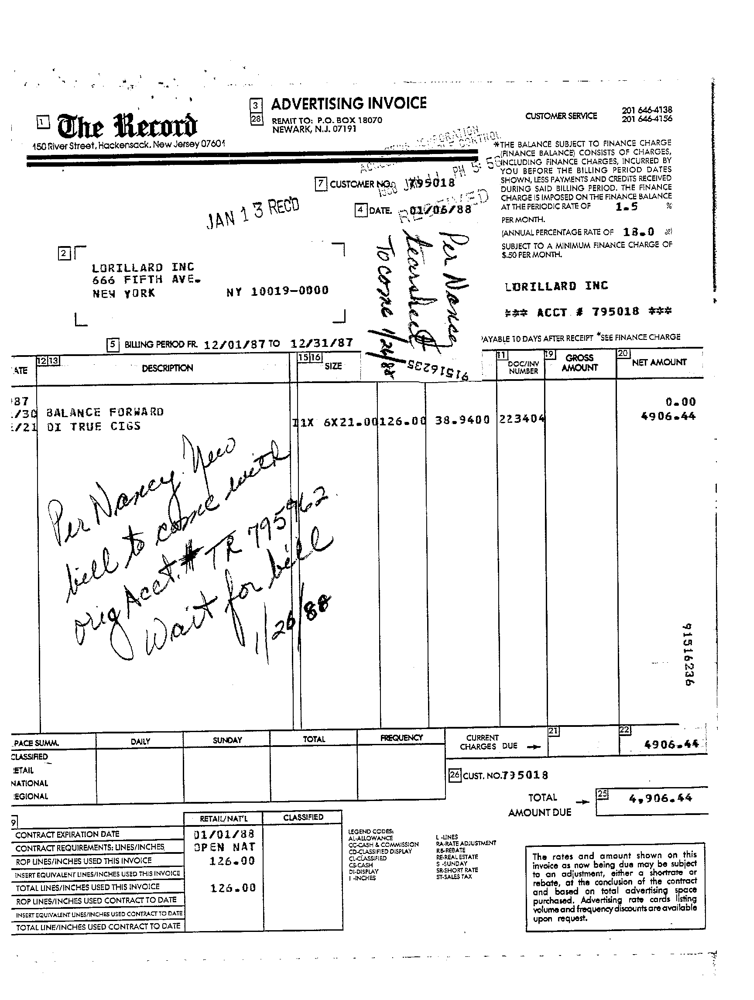 1 The Record
150 River Street, Hackensack, New Jersey 07601
3 ADVERTISING INVOICE
28 REMIT TO: P.O. BOX 18070
NEWARK, N.J. 07191
CUSTOMER SERVICE 201 646-4138
201 646-4156
*THE BALANCE SUBJECT TO FINANCE CHARGE
(FINANCE BALANCE) CONSISTS OF CHARGES,
INCLUDING FINANCE CHARGES, INCURRED BY
YOU BEFORE THE BILLING PERIOD DATES
SHOWN, LESS PAYMENTS AND CREDITS RECEIVED
DURING SAID BILLING PERIOD. THE FINANCE
CHARGE IS IMPOSED ON THE FINANCE BALANCE
AT THE PERIODIC RATE OF 1.5 %
PER MONTH.
(ANNUAL PERCENTAGE RATE OF 18.0 %)
SUBJECT TO A MINIMUM FINANCE CHARGE OF
$.50 PER MONTH.
7 CUSTOMER NO. 795018
JAN 13 REC'D
RECEIVED
4 DATE 01/06/88
2
LORILLARD INC
666 FIFTH AVE.
NEW YORK NY 10019-0000
Per Nance
tearsheet
To come 1/26/88
91516235
LORILLARD INC
*** ACCT # 795018 ***
5 BILLING PERIOD FR. 12/01/87 TO 12/31/87
PAYABLE 10 DAYS AFTER RECEIPT *SEE FINANCE CHARGE
ATE 12 13 DESCRIPTION 15 16 SIZE 11 DOC/INV NUMBER 19 GROSS AMOUNT 20 NET AMOUNT
87
/30 BALANCE FORWARD 0.00
/21 DI TRUE CIGS I1X 6X21.00 126.00 38.9400 223404 4906.44
Per Nancy New
bill to come with
orig Acct. # TR 795962.
Wait for bill
1/26/88
91516236
PACE SUMM. DAILY SUNDAY TOTAL FREQUENCY CURRENT CHARGES DUE 21 22 4906.44
CLASSIFIED
ETAIL
NATIONAL
EGIONAL
26 CUST. NO. 795018
TOTAL AMOUNT DUE 25 4,906.44
9 RETAIL/NAT'L CLASSIFIED
CONTRACT EXPIRATION DATE 01/01/88
CONTRACT REQUIREMENTS: LINES/INCHES OPEN NAT
ROP LINES/INCHES USED THIS INVOICE 126.00
INSERT EQUIVALENT LINES/INCHES USED THIS INVOICE
TOTAL LINES/INCHES USED THIS INVOICE 126.00
ROP LINES/INCHES USED CONTRACT TO DATE
INSERT EQUIVALENT LINES/INCHES USED CONTRACT TO DATE
TOTAL LINE/INCHES USED CONTRACT TO DATE
LEGEND CODES:
AL-ALLOWANCE
CC-CASH & COMMISSION
CD-CLASSIFIED DISPLAY
CL-CLASSIFIED
CS-CASH
DI-DISPLAY
I -INCHES
L -LINES
RA-RATE ADJUSTMENT
RB-REBATE
RE-REAL ESTATE
S -SUNDAY
SR-SHORT RATE
ST-SALES TAX
The rates and amount shown on this
invoice as now being due may be subject
to an adjustment, either a shortrate or
rebate, at the conclusion of the contract
and based on total advertising space
purchased. Advertising rate cards listing
volume and frequency discounts are available
upon request.